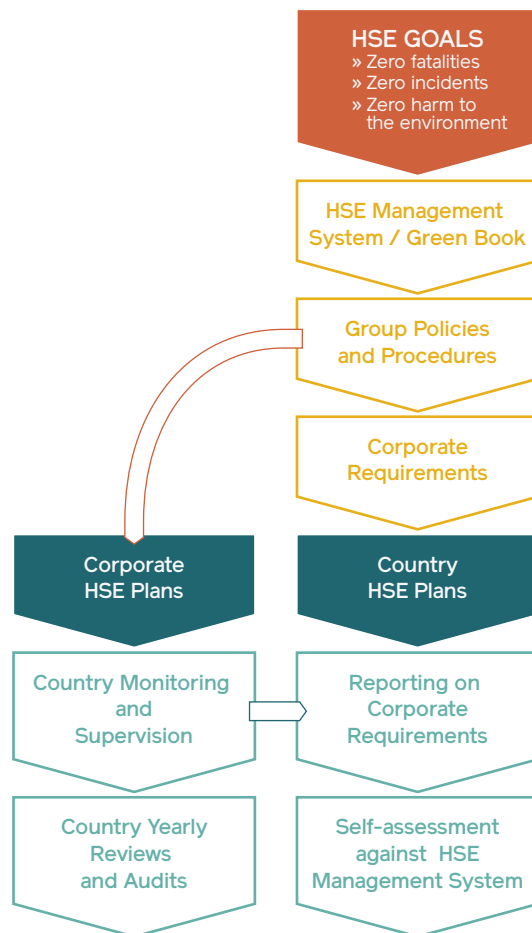 HSE GOALS
» Zero fatalities
» Zero incidents
» Zero harm to
the environment
HSE Management
System / Green Book
Group Policies
and Procedures
Corporate
Requirements
Corporate
HSE Plans
Country
HSE Plans
Country Monitoring
and
Supervision
Reporting on
Corporate
Requirements
Country Yearly
Reviews
and Audits
Self-assessment
against HSE
Management System